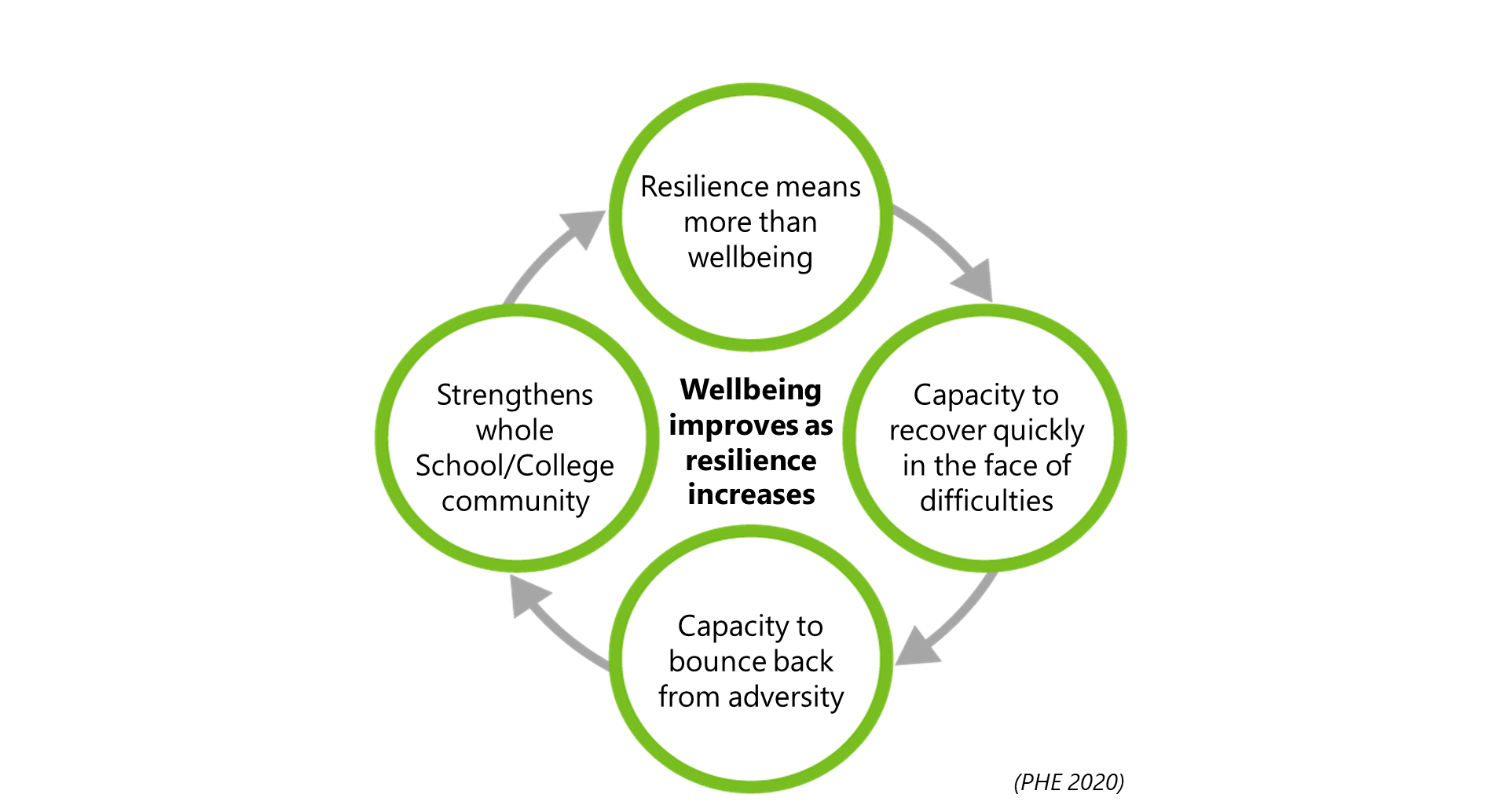 Resilience means
more than
wellbeing
Capacity to
recover quickly
in the face of
difficulties
Capacity to
bounce back
from adversity
Strengthens
whole
School/College
community
Wellbeing
improves as
resilience
increases
(PHE 2020)